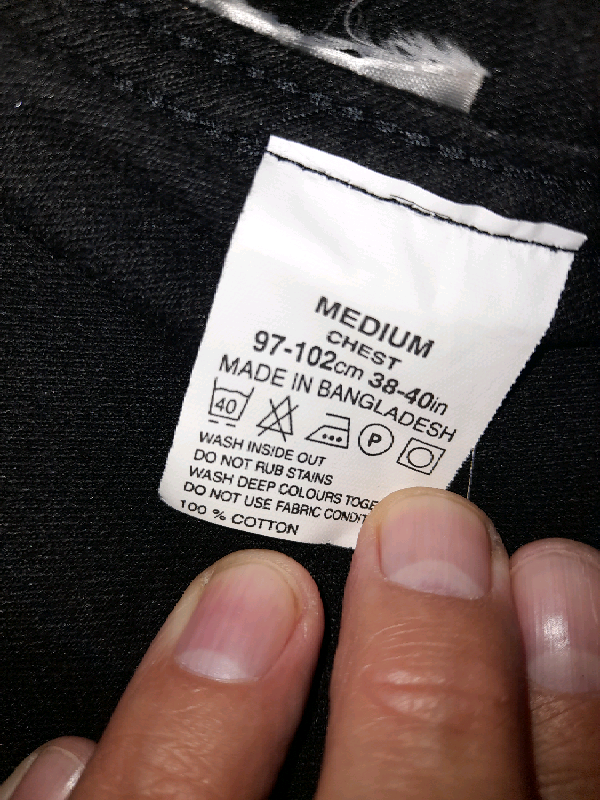 MEDIUM
CHEST
97-102cm 38-40in
MADE IN BANGLADESH
40 P
WASH INSIDE OUT
DO NOT RUB STAINS
WASH DEEP COLOURS
DO NOT USE FABRIC
100 % COTTON